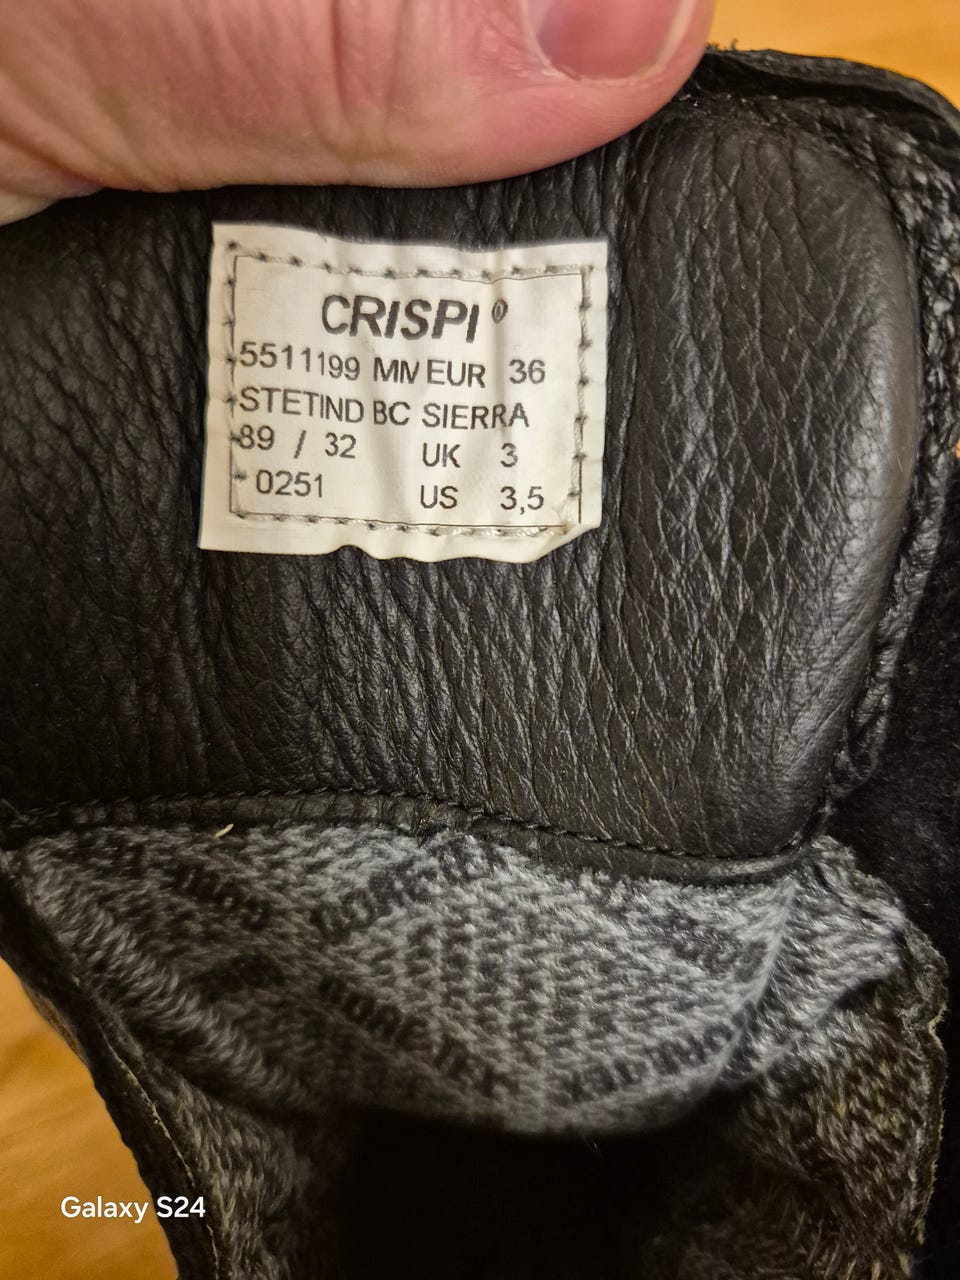 CRISPI®
5511199 MM EUR 36
STETIND BC SIERRA
89 / 32 UK 3
0251 US 3,5
GORE-TEX
GORE-TEX
Galaxy S24